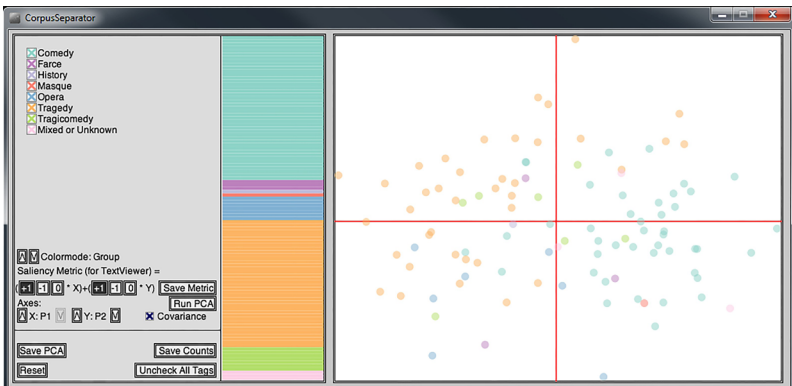 CorpusSeparator
Comedy
Farce
History
Masque
Opera
Tragedy
Tragicomedy
Mixed or Unknown
Colormode: Group
Saliency Metric (for TextViewer) =
(+1 -1 0 * X)+(+1 -1 0 * Y) Save Metric
Axes: Run PCA
X: P1 Y: P2 Covariance
Save PCA Save Counts
Reset Uncheck All Tags